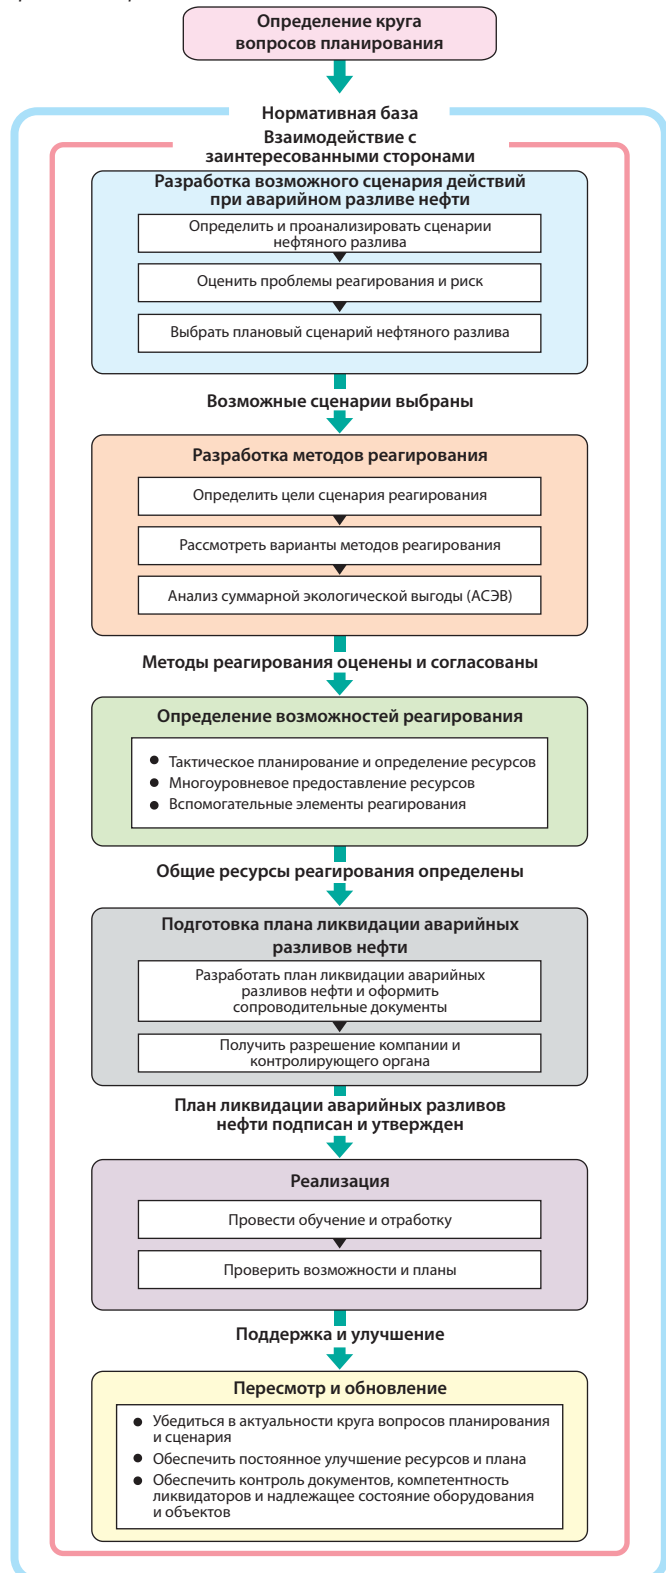 Определение круга
вопросов планирования
Нормативная база
Взаимодействие с
заинтересованными сторонами
Разработка возможного сценария действий
при аварийном разливе нефти
Определить и проанализировать сценарии
нефтяного разлива
Оценить проблемы реагирования и риск
Выбрать плановый сценарий нефтяного разлива
Возможные сценарии выбраны
Разработка методов реагирования
Определить цели сценария реагирования
Рассмотреть варианты методов реагирования
Анализ суммарной экологической выгоды (АСЭВ)
Методы реагирования оценены и согласованы
Определение возможностей реагирования
● Тактическое планирование и определение ресурсов
● Многоуровневое предоставление ресурсов
● Вспомогательные элементы реагирования
Общие ресурсы реагирования определены
Подготовка плана ликвидации аварийных
разливов нефти
Разработать план ликвидации аварийных
разливов нефти и оформить
сопроводительные документы
Получить разрешение компании и
контролирующего органа
План ликвидации аварийных разливов
нефти подписан и утвержден
Реализация
Провести обучение и отработку
Проверить возможности и планы
Поддержка и улучшение
Пересмотр и обновление
● Убедиться в актуальности круга вопросов планирования
и сценария
● Обеспечить постоянное улучшение ресурсов и плана
● Обеспечить контроль документов, компетентность
ликвидаторов и надлежащее состояние оборудования
и объектов